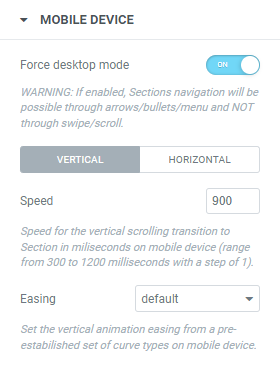 MOBILE DEVICE
Force desktop mode ON
WARNING: If enabled, Sections navigation will be
possible through arrows/bullets/menu and NOT
through swipe/scroll.
VERTICAL HORIZONTAL
Speed 900
Speed for the vertical scrolling transition to
Section in miliseconds on mobile device (range
from 300 to 1200 milliseconds with a step of 1).
Easing default
Set the vertical animation easing from a pre-
estabilished set of curve types on mobile device.